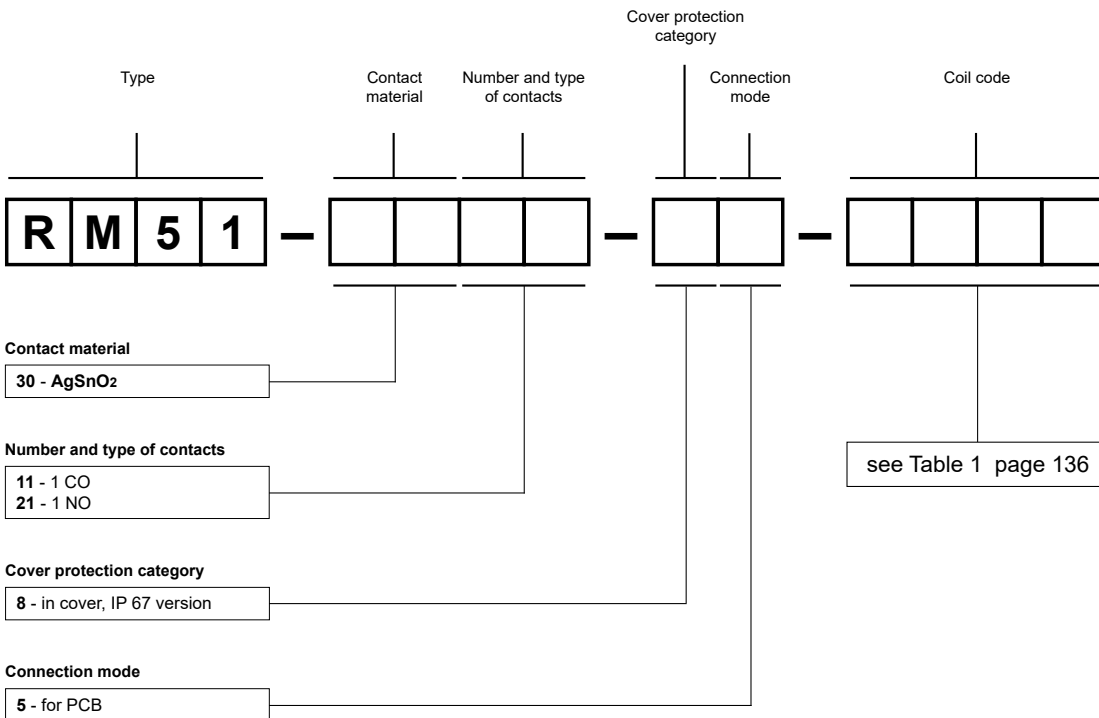 Cover protection
category
Type
Contact
material
Number and type
of contacts
Connection
mode
Coil code
R M 5 1 – – –
Contact material
30 - AgSnO2
Number and type of contacts
11 - 1 CO
21 - 1 NO
see Table 1 page 136
Cover protection category
8 - in cover, IP 67 version
Connection mode
5 - for PCB